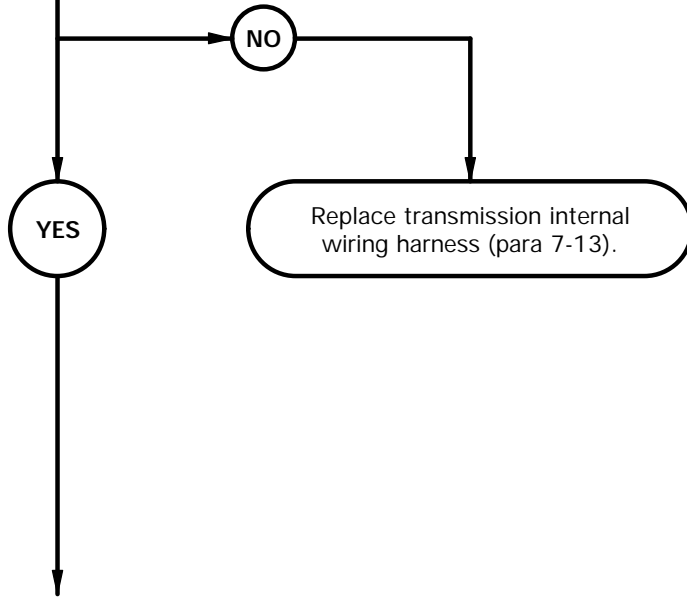 NO
YES
Replace transmission internal
wiring harness (para 7-13).